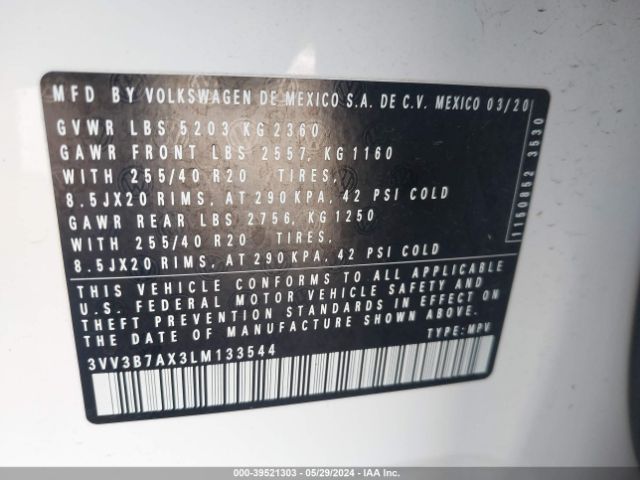 MFD BY VOLKSWAGEN DE MEXICO S.A. DE C.V. MEXICO 03/20
GVWR LBS 5203 KG 2360
GAWR FRONT LBS 2557, KG 1160
WITH 255/40 R20 TIRES,
8.5JX20 RIMS, AT 290 KPA, 42 PSI COLD
GAWR REAR LBS 2756, KG 1250
WITH 255/40 R20 TIRES,
8.5JX20 RIMS, AT 290 KPA, 42 PSI COLD
THIS VEHICLE CONFORMS TO ALL APPLICABLE
U.S. FEDERAL MOTOR VEHICLE SAFETY AND
THEFT PREVENTION STANDARDS IN EFFECT ON
THE DATE OF MANUFACTURE SHOWN ABOVE.
TYPE: MPV
3VV3B7AX3LM133544
1150852 3530
000-39521303 - 05/29/2024 - IAA Inc.